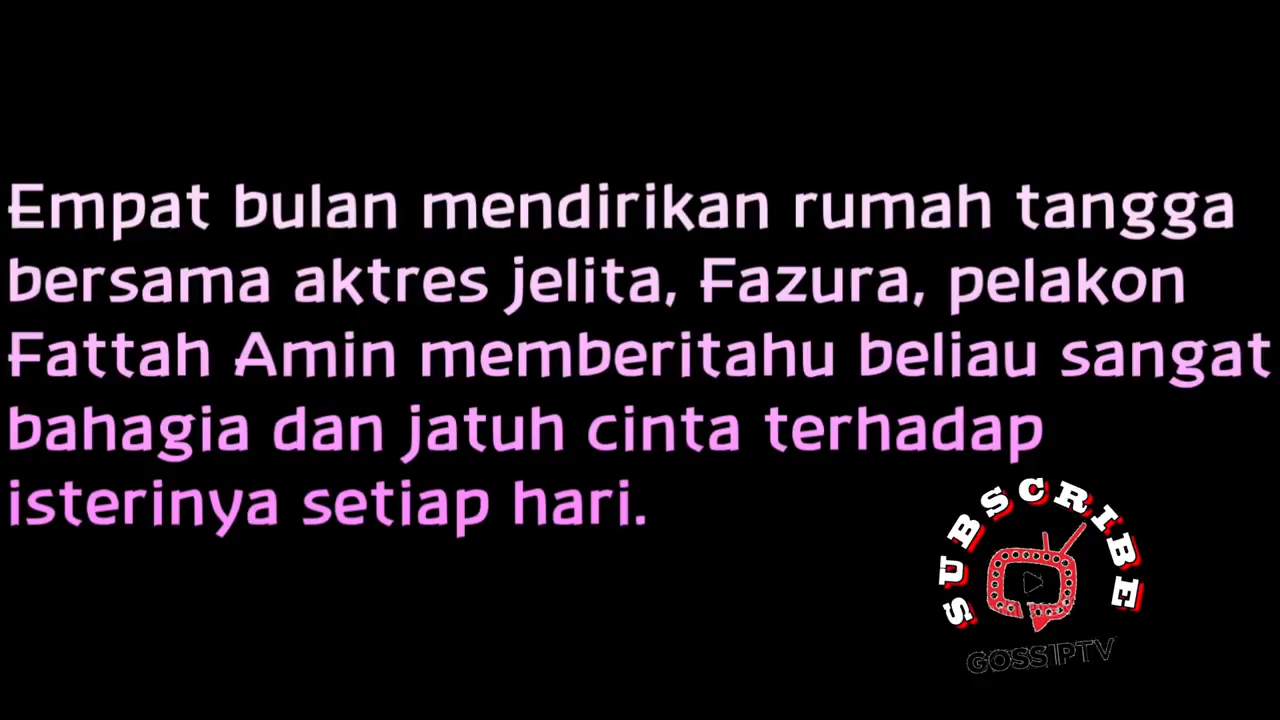 Empat bulan mendirikan rumah tangga
bersama aktres jelita, Fazura, pelakon
Fattah Amin memberitahu beliau sangat
bahagia dan jatuh cinta terhadap
isterinya setiap hari.
SUBSCRIBE
GOSSIPTV